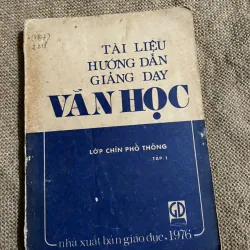 TÀI LIỆU
HƯỚNG DẪN
GIẢNG DẠY
VĂN HỌC
LỚP CHÍN PHỔ THÔNG
TẬP I
GD
nhà xuất bản giáo dục, 1976